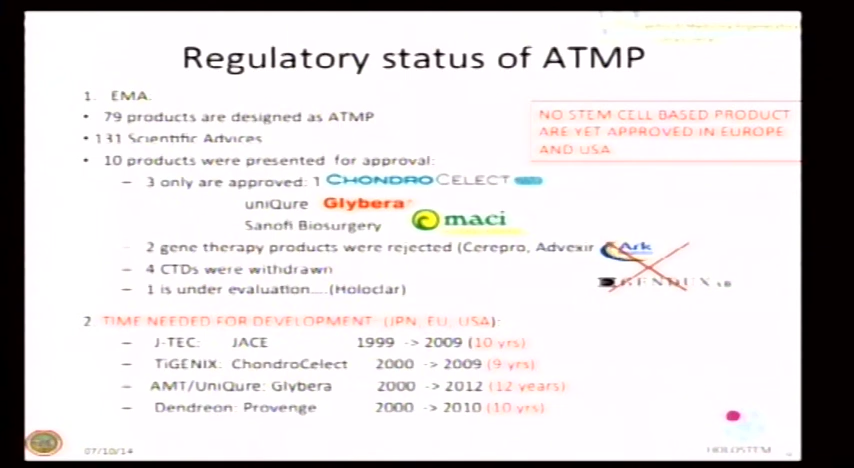 Regulatory status of ATMP
1. EMA.
• 79 products are designed as ATMP
• 131 Scientific Advices
• 10 products were presented for approval:
– 3 only are approved: 1 CHONDROCELECT
uniQure Glybera
Sanofi Biosurgery maci
– 2 gene therapy products were rejected (Cerepro, Advexin Ark
– 4 CTDs were withdrawn
– 1 is under evaluation....(Holoclar)
NO STEM CELL BASED PRODUCT
ARE YET APPROVED IN EUROPE
AND USA
2 TIME NEEDED FOR DEVELOPMENT: (JPN, EU, USA):
– J-TEC: JACE 1999 -> 2009 (10 yrs)
– TiGENIX: ChondroCelect 2000 -> 2009 (9 yrs)
– AMT/UniQure: Glybera 2000 -> 2012 (12 years)
– Dendreon: Provenge 2000 -> 2010 (10 yrs)
07/10/14
HOLOSTEM